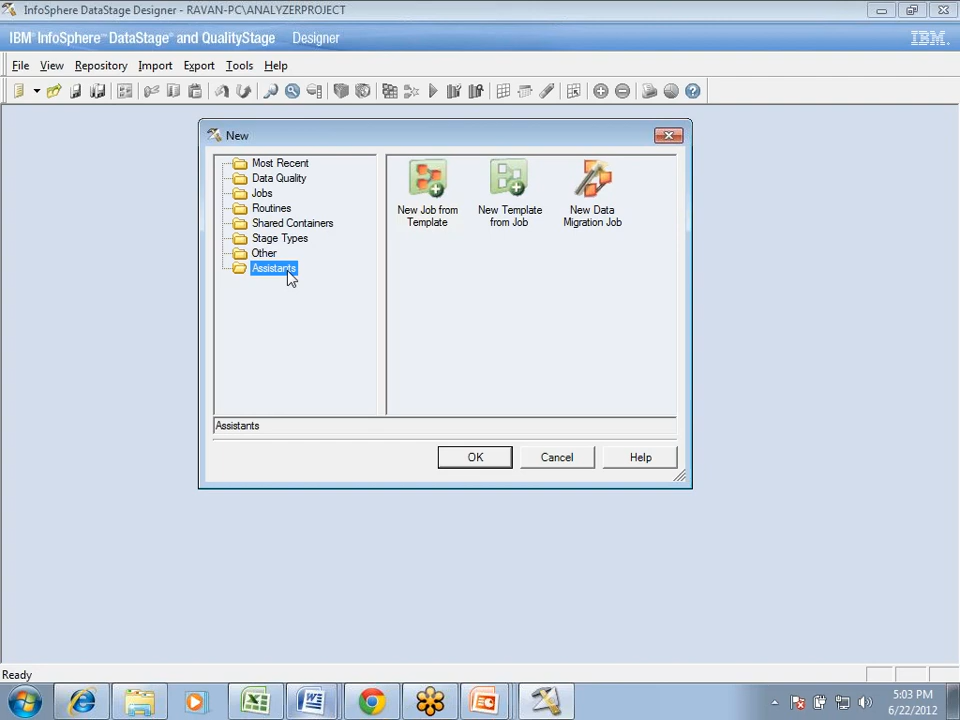 InfoSphere DataStage Designer - RAVAN-PC\ANALYZERPROJECT
IBM® InfoSphere™ DataStage® and QualityStage Designer
IBM.
File View Repository Import Export Tools Help
New
Most Recent
Data Quality
Jobs
Routines
Shared Containers
Stage Types
Other
Assistants
New Job from
Template
New Template
from Job
New Data
Migration Job
Assistants
OK Cancel Help
Ready
5:03 PM
6/22/2012